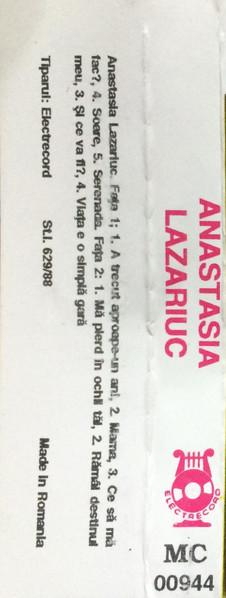 Anastasia Lazariuc. Fața 1: 1. A trecut aproape-un an!, 2. Mama, 3. Ce să mă
fac?, 4. Soare, 5. Serenada. Fața 2: 1. Mă pierd în ochii tăi, 2. Rămâi destinul
meu, 3. Și ce va fi?, 4. Viața e o simplă gară
Tiparul: Electrecord St.I. 629/88 Made in Romania
ANASTASIA
LAZARIUC
ELECTRECORD
MC
00944